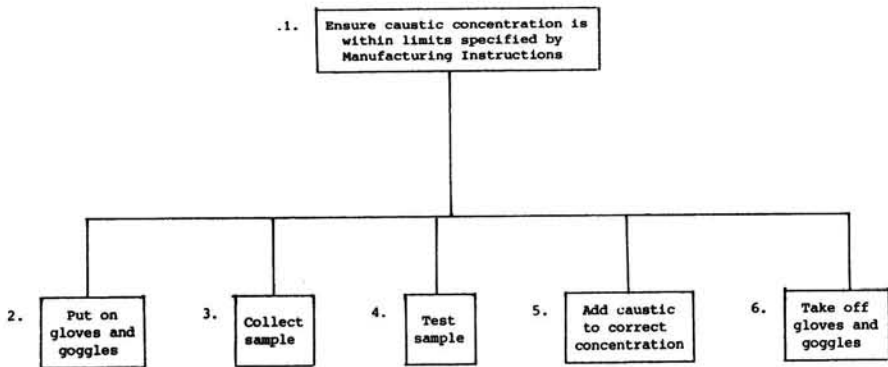 .1. Ensure caustic concentration is
within limits specified by
Manufacturing Instructions
2. Put on
gloves and
goggles
3. Collect
sample
4. Test
sample
5. Add caustic
to correct
concentration
6. Take off
gloves and
goggles